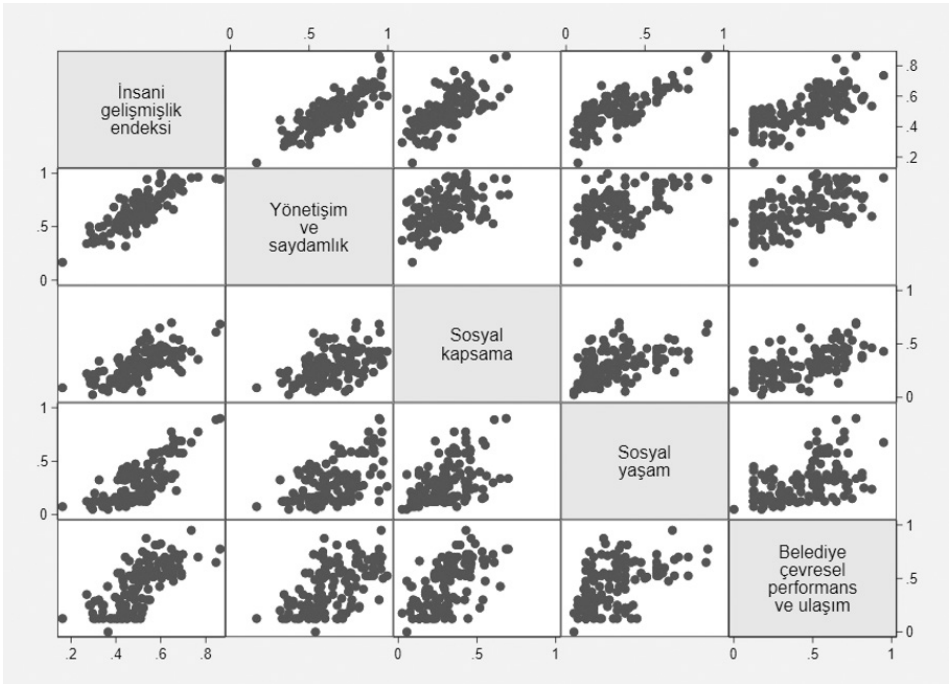 0 .5 1 0 .5 1
İnsani
gelişmişlik
endeksi
.8
.6
.4
.2
1
.5
0
Yönetişim
ve
saydamlık
Sosyal
kapsama
1
.5
0
1
.5
0
Sosyal
yaşam
Belediye
çevresel
performans
ve ulaşım
1
.5
0
.2 .4 .6 .8 0 .5 1 0 .5 1